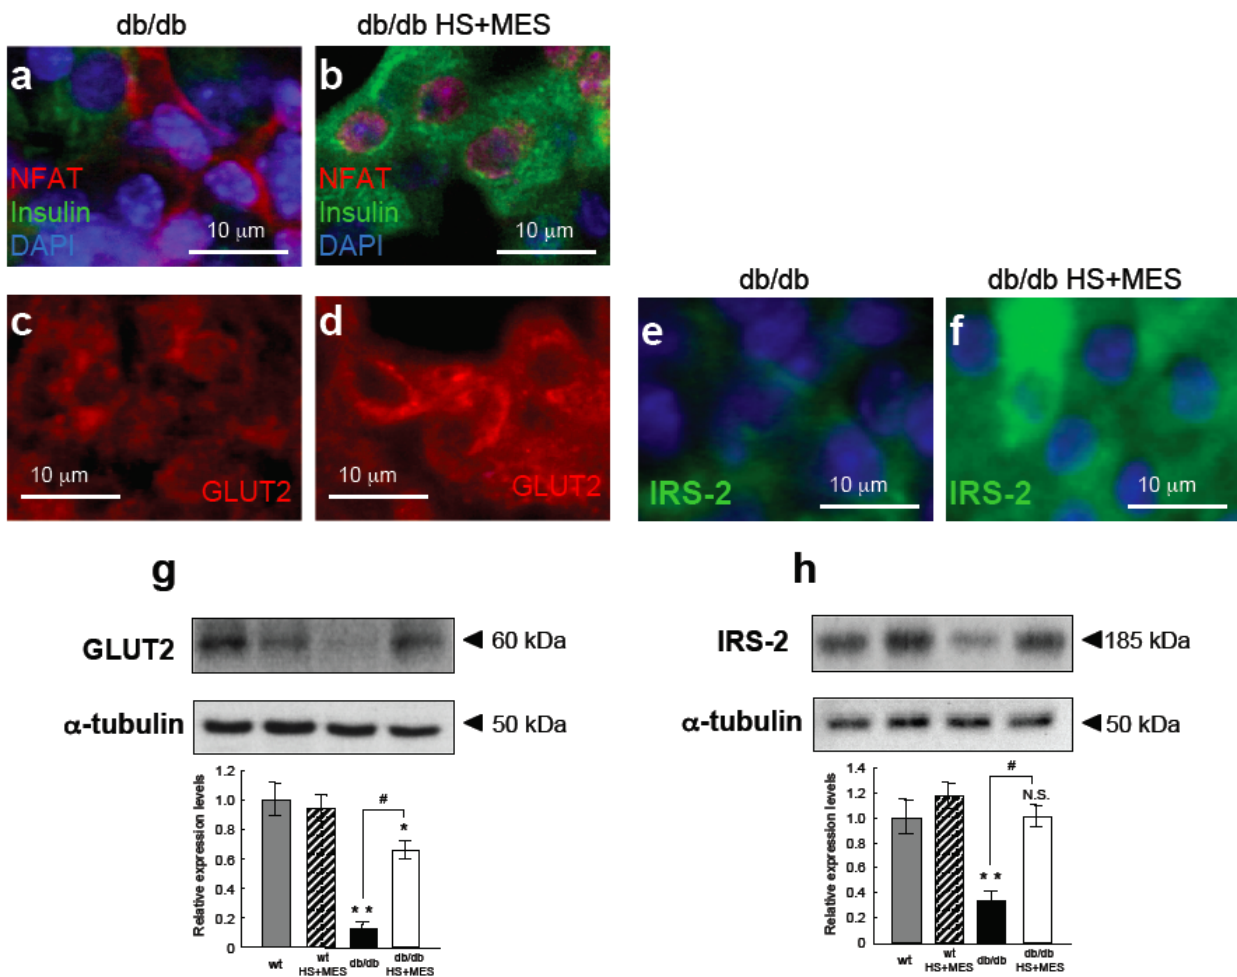 db/db
db/db HS+MES
a
NFAT
Insulin
DAPI
10 µm
b
NFAT
Insulin
DAPI
10 µm
c
10 µm
GLUT2
d
10 µm
GLUT2
db/db
db/db HS+MES
e
IRS-2
10 µm
f
IRS-2
10 µm
g
GLUT2
60 kDa
α-tubulin
50 kDa
Relative expression levels
1.2
1.0
0.8
0.6
0.4
0.2
0
#
*
**
wt
wt
HS+MES
db/db
db/db
HS+MES
h
IRS-2
185 kDa
α-tubulin
50 kDa
Relative expression levels
1.4
1.2
1.0
0.8
0.6
0.4
0.2
0
#
N.S.
**
wt
wt
HS+MES
db/db
db/db
HS+MES